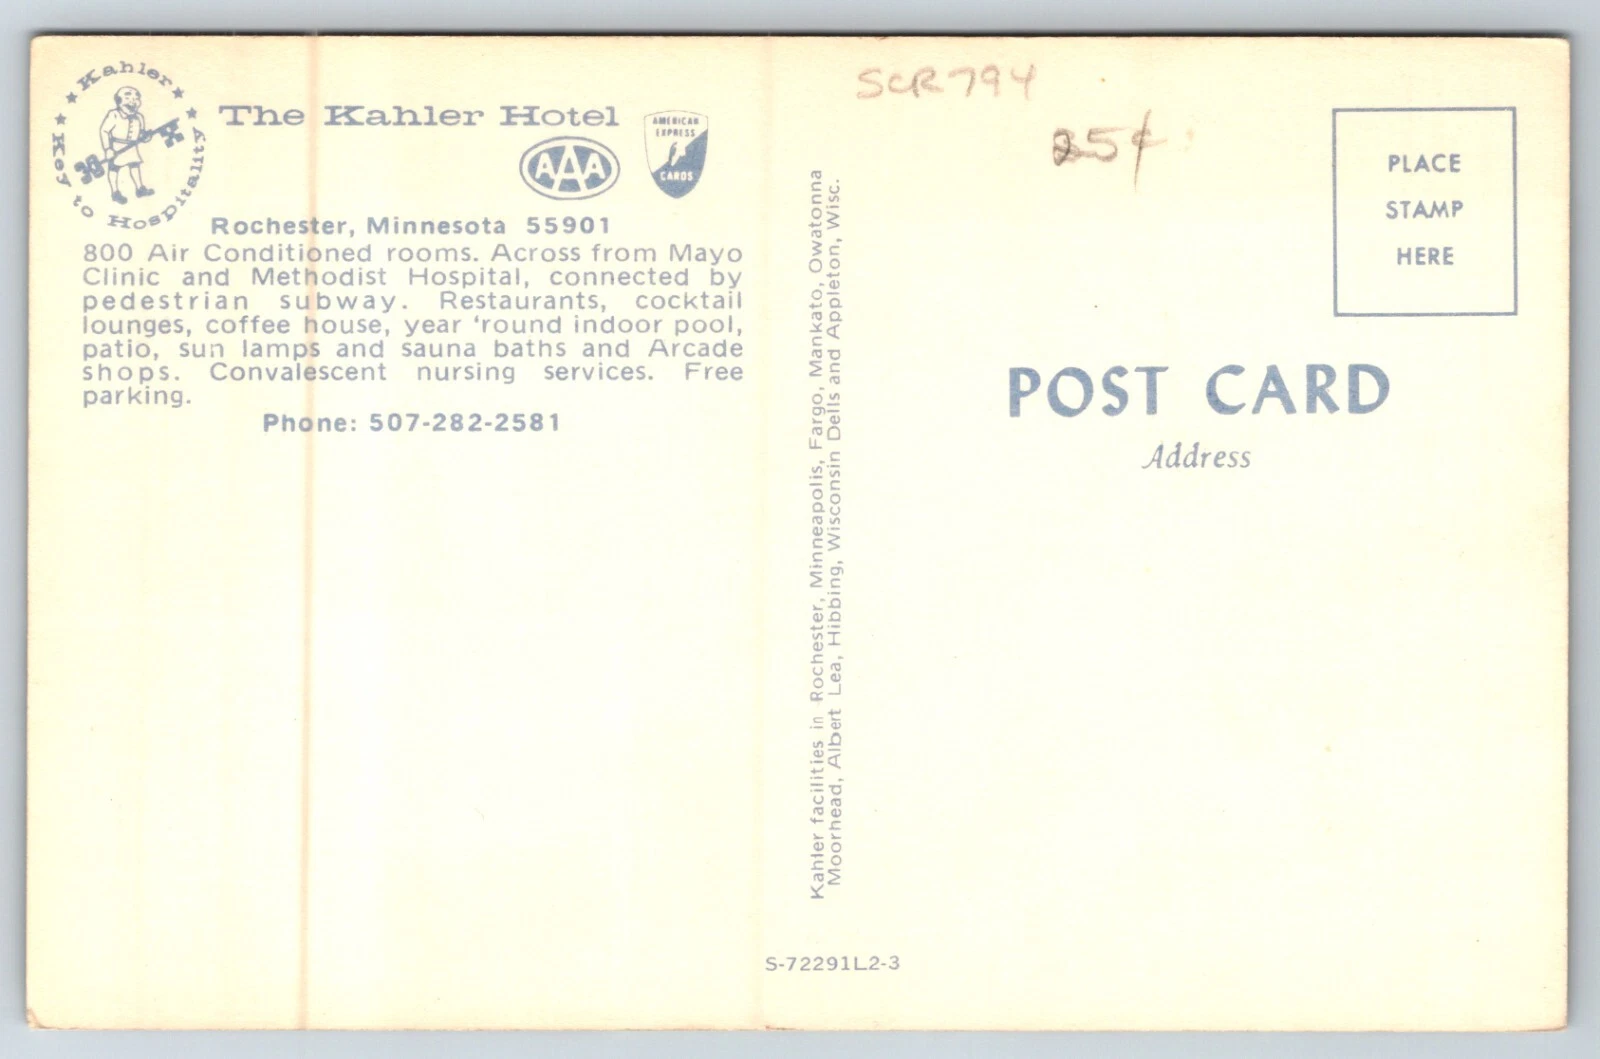 Kahler
Key to Hospitality
The Kahler Hotel
AAA
AMERICAN
EXPRESS
CARDS
Rochester, Minnesota 55901
800 Air Conditioned rooms. Across from Mayo
Clinic and Methodist Hospital, connected by
pedestrian subway. Restaurants, cocktail
lounges, coffee house, year ‘round indoor pool,
patio, sun lamps and sauna baths and Arcade
shops. Convalescent nursing services. Free
parking.
Phone: 507-282-2581
Kahler facilities in Rochester, Minneapolis, Fargo, Mankato, Owatonna
Moorhead, Albert Lea, Hibbing, Wisconsin Dells and Appleton, Wisc.
S-72291L2-3
SCR794
25¢
PLACE
STAMP
HERE
POST CARD
Address